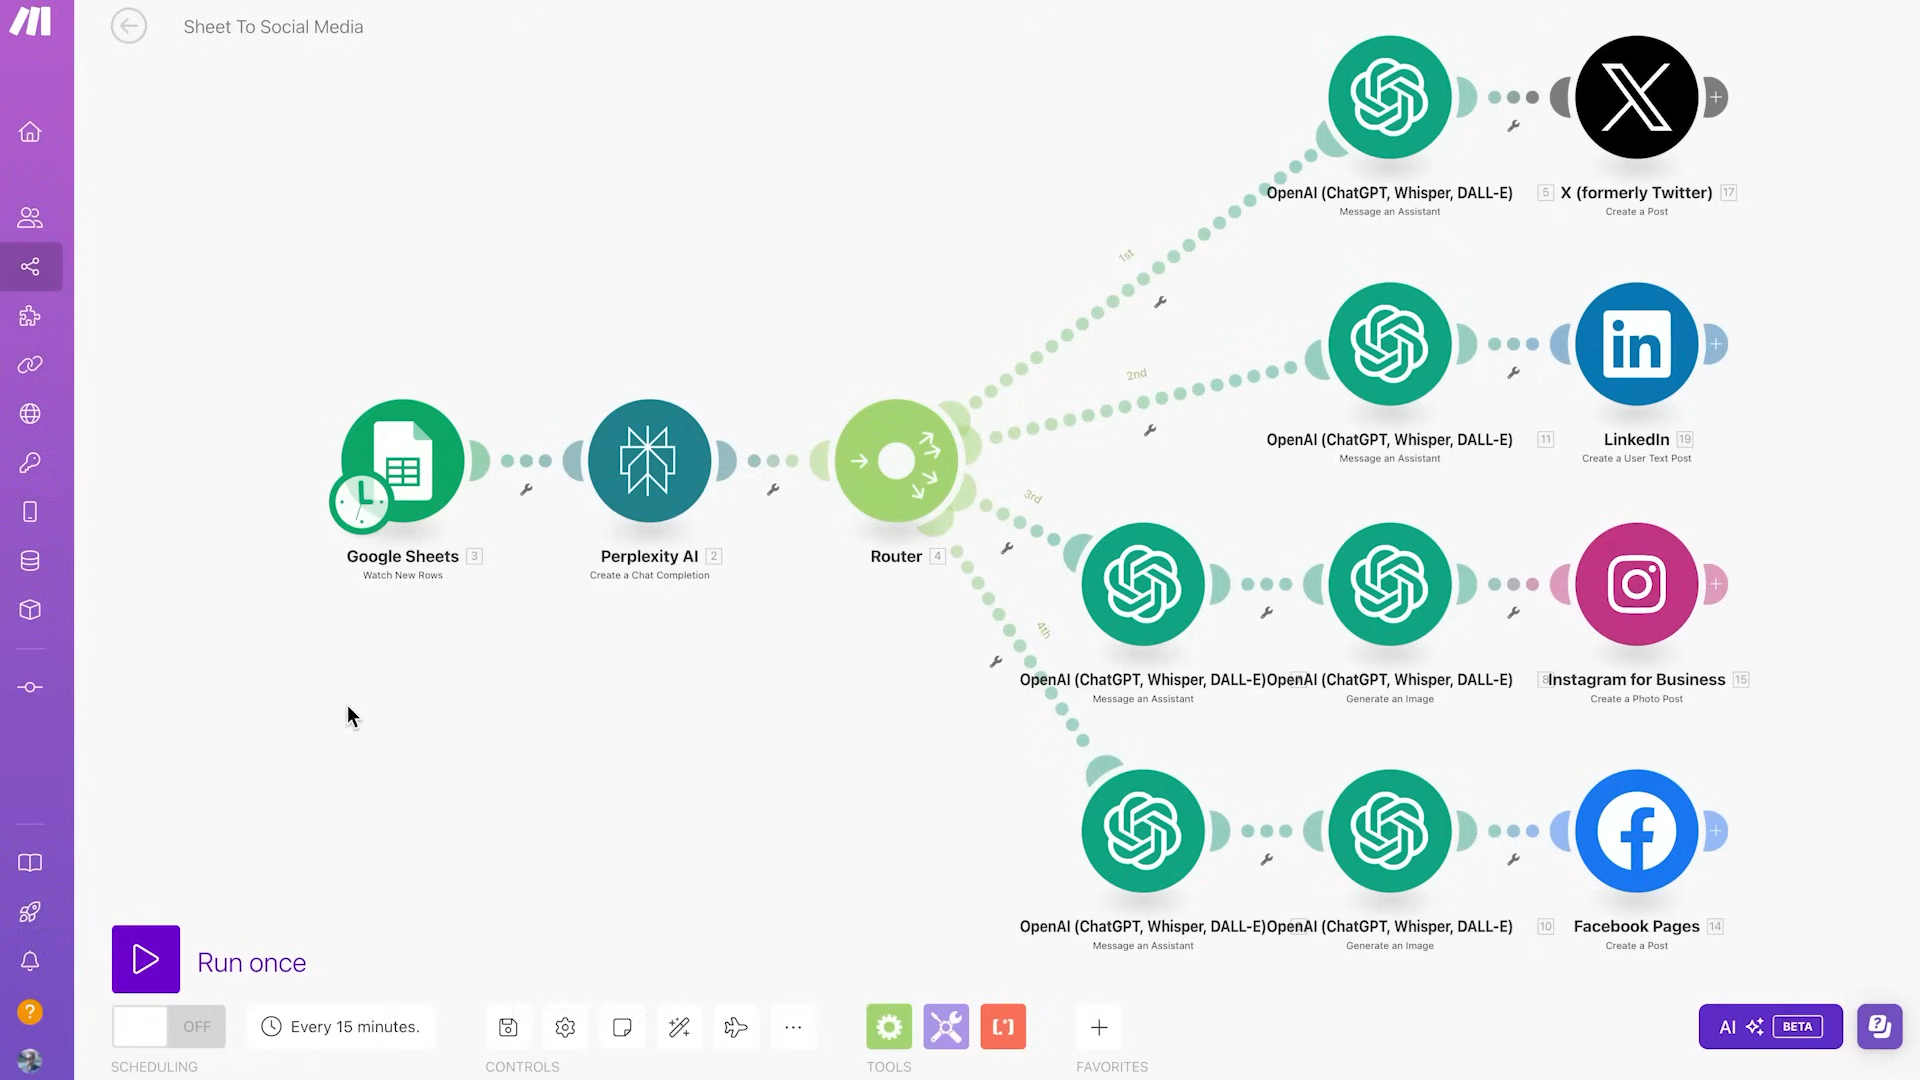 Sheet To Social Media
OpenAI (ChatGPT, Whisper, DALL-E) 5
Message an Assistant
X (formerly Twitter) 17
Create a Post
1st
2nd
OpenAI (ChatGPT, Whisper, DALL-E) 11
Message an Assistant
LinkedIn 19
Create a User Text Post
3rd
Google Sheets 3
Watch New Rows
Perplexity AI 2
Create a Chat Completion
Router 4
4th
OpenAI (ChatGPT, Whisper, DALL-E)
Message an Assistant
OpenAI (ChatGPT, Whisper, DALL-E) 8
Generate an Image
Instagram for Business 15
Create a Photo Post
OpenAI (ChatGPT, Whisper, DALL-E)
Message an Assistant
OpenAI (ChatGPT, Whisper, DALL-E) 10
Generate an Image
Facebook Pages 14
Create a Post
Run once
OFF
Every 15 minutes.
AI BETA
SCHEDULING
CONTROLS
TOOLS
FAVORITES